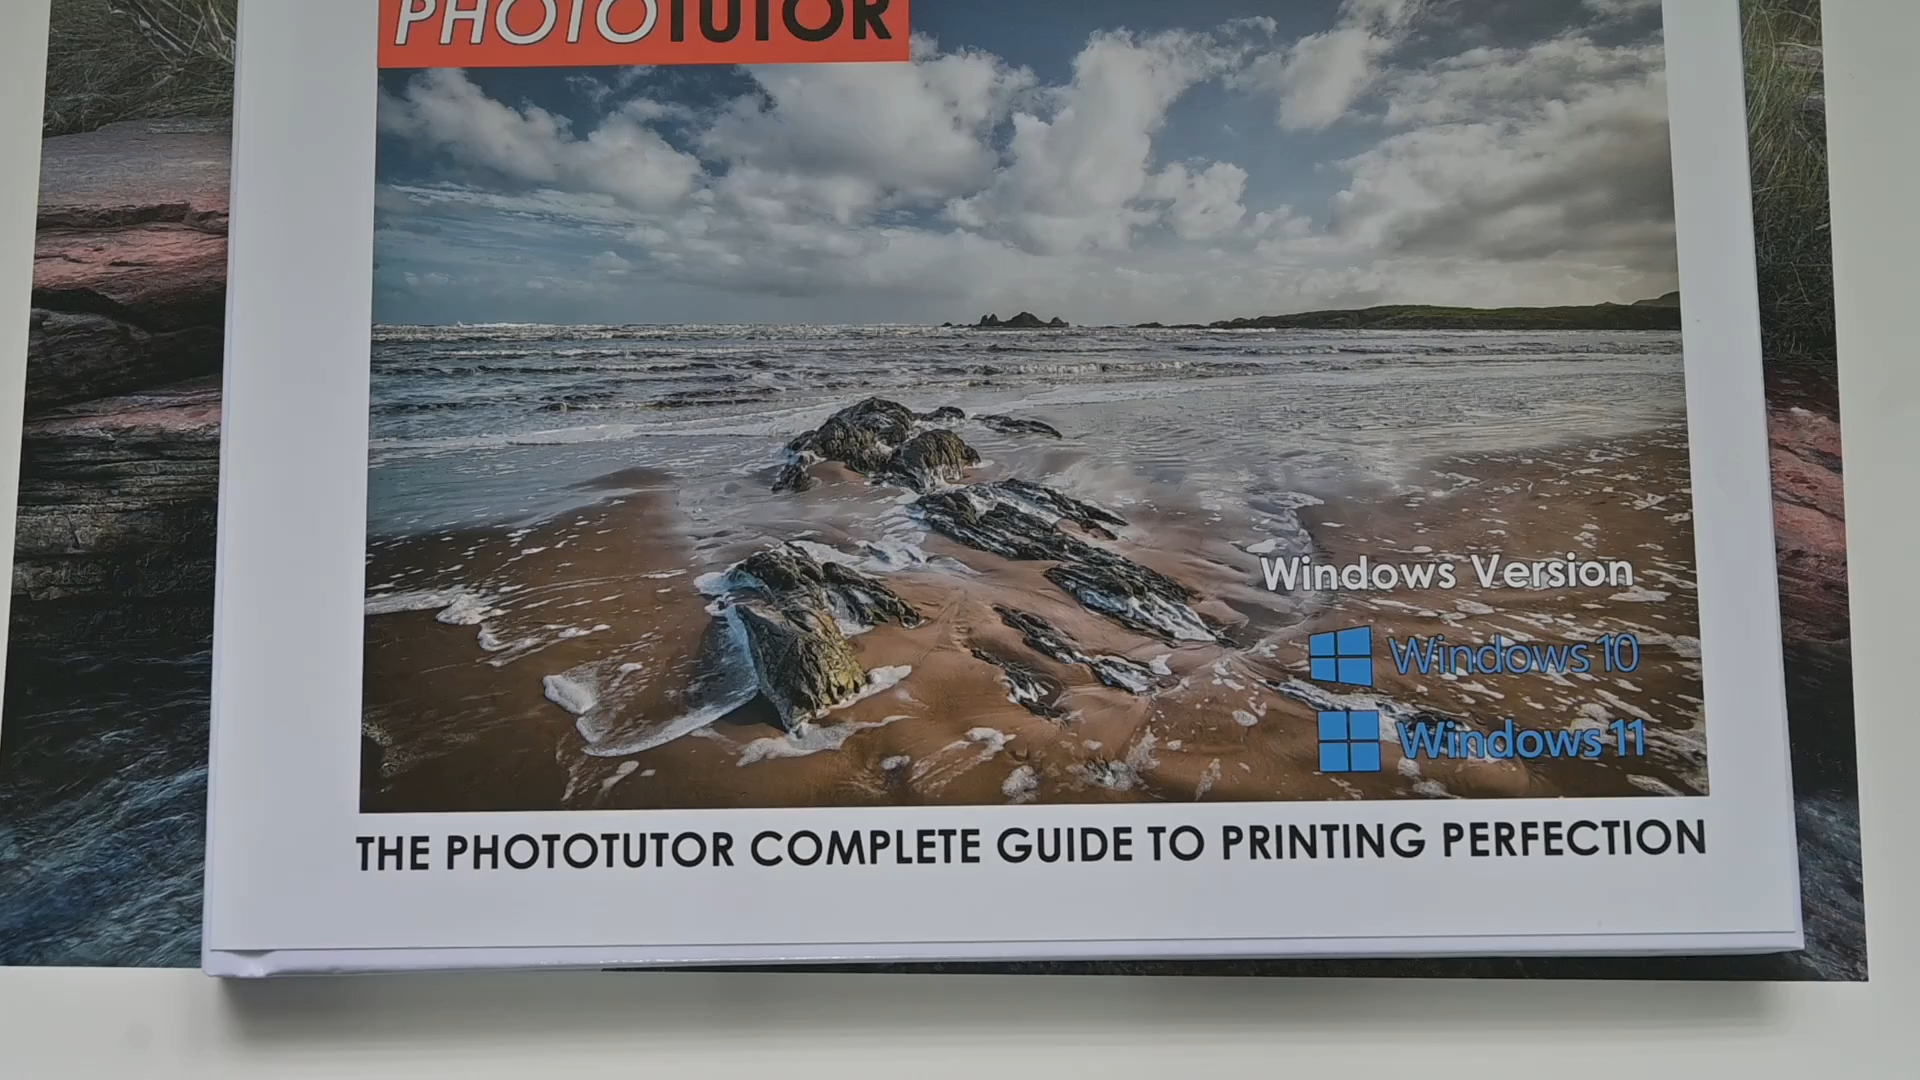 PHOTOTUTOR
Windows Version
Windows 10
Windows 11
THE PHOTOTUTOR COMPLETE GUIDE TO PRINTING PERFECTION